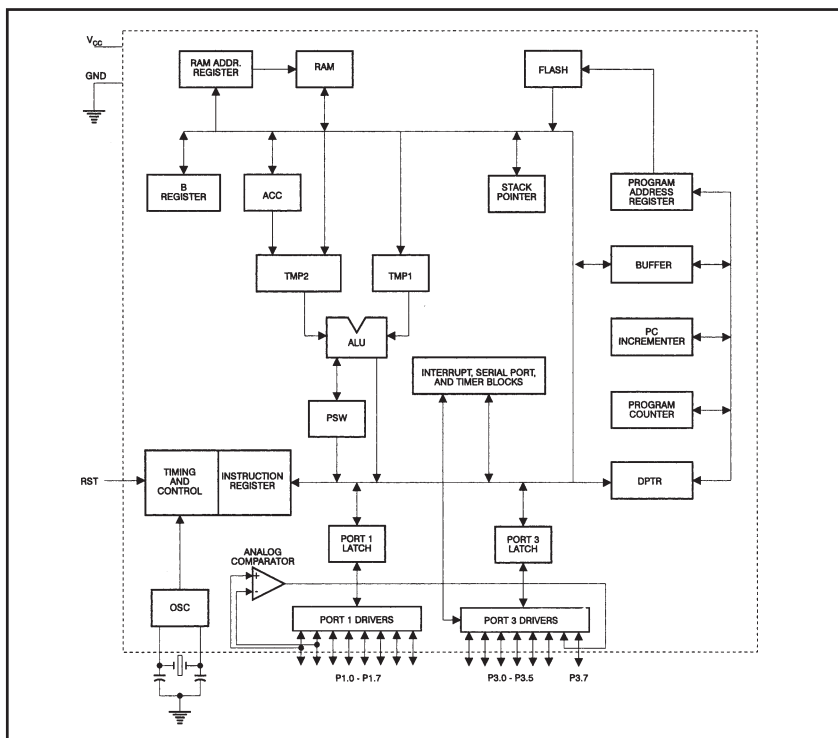 VCC
GND
RAM ADDR.
REGISTER
RAM
FLASH
B
REGISTER
ACC
STACK
POINTER
PROGRAM
ADDRESS
REGISTER
TMP2
TMP1
BUFFER
ALU
PC
INCREMENTER
INTERRUPT, SERIAL PORT,
AND TIMER BLOCKS
PSW
PROGRAM
COUNTER
RST
TIMING
AND
CONTROL
INSTRUCTION
REGISTER
DPTR
PORT 1
LATCH
PORT 3
LATCH
ANALOG
COMPARATOR
+
-
OSC
PORT 1 DRIVERS
PORT 3 DRIVERS
P1.0 - P1.7
P3.0 - P3.5
P3.7